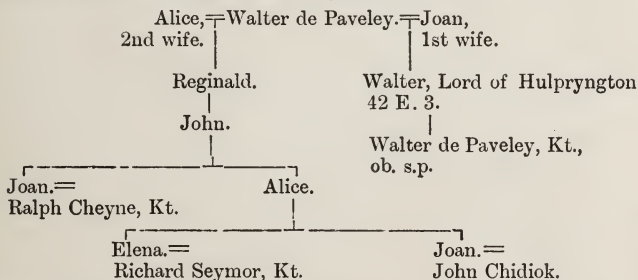 Alice,=Walter de Paveley.=Joan,
2nd wife. 1st wife.
Reginald. Walter, Lord of Hulpryngton
42 E. 3.
John.
Walter de Paveley, Kt.,
ob. s.p.
Joan.= Alice.
Ralph Cheyne, Kt.
Elena.= Joan.=
Richard Seymor, Kt. John Chidiok.